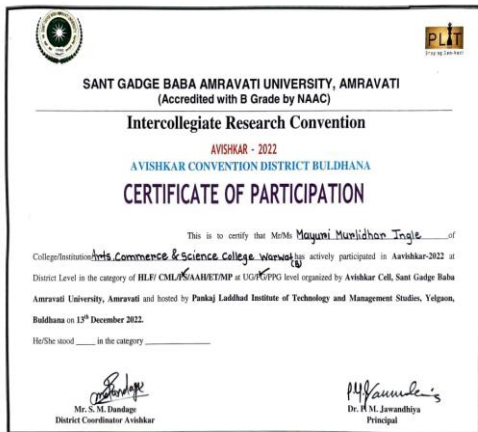 PLIT
SANT GADGE BABA AMRAVATI UNIVERSITY, AMRAVATI
(Accredited with B Grade by NAAC)
Intercollegiate Research Convention
AVISHKAR - 2022
AVISHKAR CONVENTION DISTRICT BULDHANA
CERTIFICATE OF PARTICIPATION
This is to certify that Mr/Ms Mayuri Murlidhar Ingle of
College/Institution Arts, Commerce & Science College Warwat (B) has actively participated in Aavishkar-2022 at
District Level in the category of HLF/ CML/PS/AAH/ET/MP at UG/PG/PPG level organized by Avishkar Cell, Sant Gadge Baba
Amravati University, Amravati and hosted by Pankaj Laddhad Institute of Technology and Management Studies, Yelgaon,
Buldhana on 13th December 2022.
He/She stood in the category
Mr. S. M. Dandage
District Coordinator Avishkar
Dr. P. M. Jawandhiya
Principal